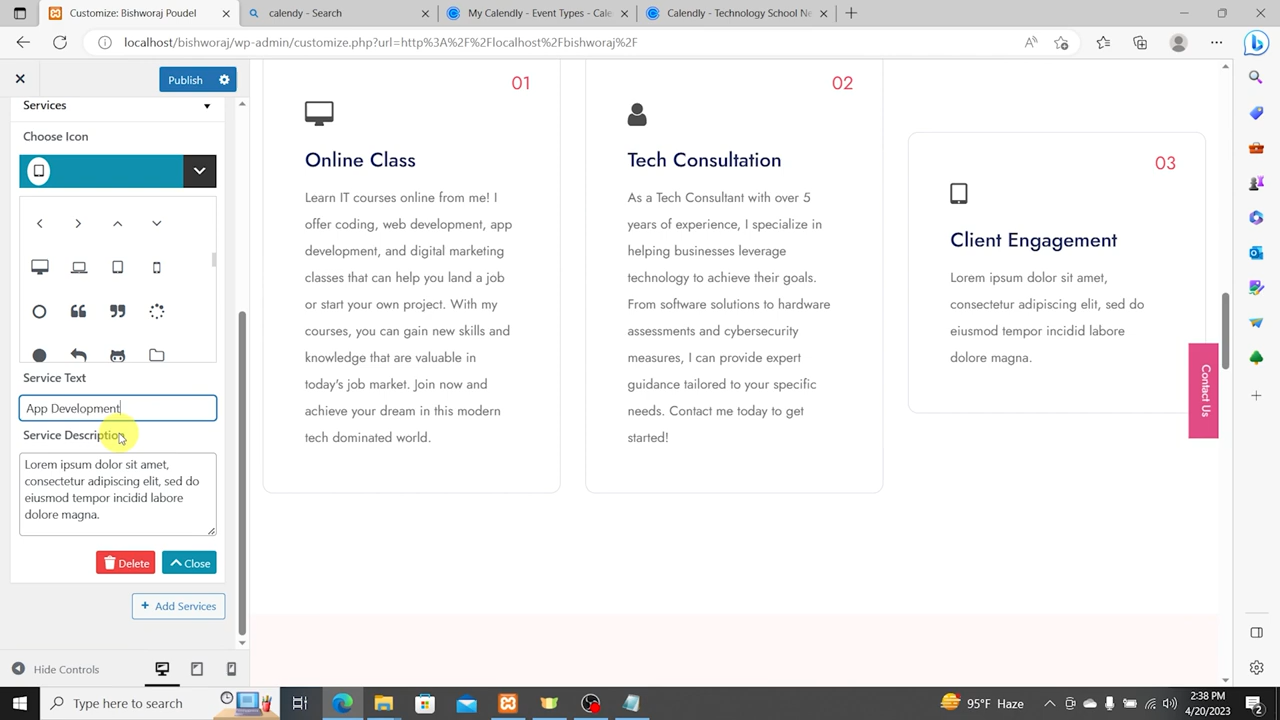 Customize: Bishworaj Poudel
calendy - Search
My Calendly - Event Types - Cale
Calendly - Technology School Ne
localhost/bishworaj/wp-admin/customize.php?url=http%3A%2F%2Flocalhost%2Fbishworaj%2F
Publish
Services
Choose Icon
Service Text
App Development
Service Description
Lorem ipsum dolor sit amet,
consectetur adipiscing elit, sed do
eiusmod tempor incidid labore
dolore magna.
Delete
Close
+ Add Services
Hide Controls
01
Online Class
Learn IT courses online from me! I
offer coding, web development, app
development, and digital marketing
classes that can help you land a job
or start your own project. With my
courses, you can gain new skills and
knowledge that are valuable in
today's job market. Join now and
achieve your dream in this modern
tech dominated world.
02
Tech Consultation
As a Tech Consultant with over 5
years of experience, I specialize in
helping businesses leverage
technology to achieve their goals.
From software solutions to hardware
assessments and cybersecurity
measures, I can provide expert
guidance tailored to your specific
needs. Contact me today to get
started!
03
Client Engagement
Lorem ipsum dolor sit amet,
consectetur adipiscing elit, sed do
eiusmod tempor incidid labore
dolore magna.
Contact Us
Type here to search
95°F Haze
2:38 PM
4/20/2023
2